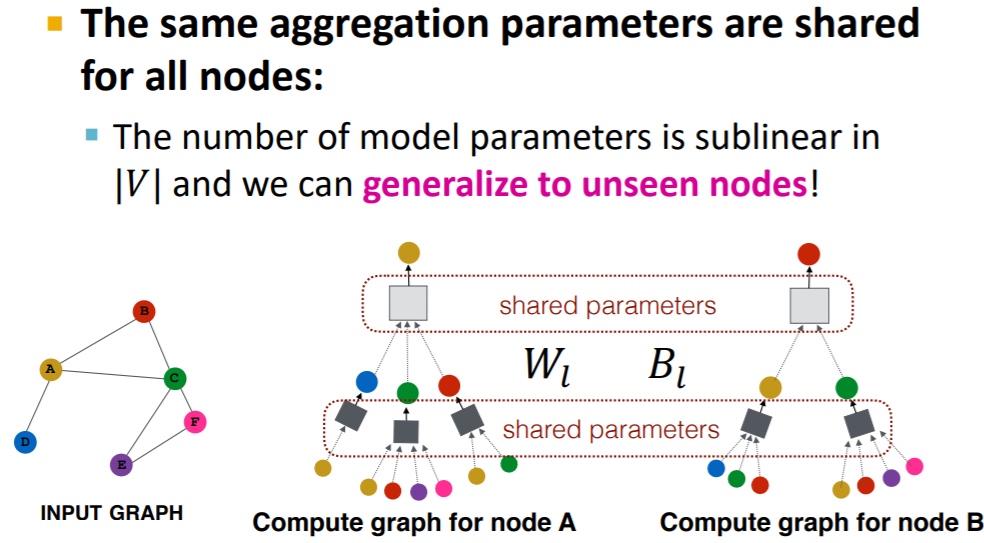 The same aggregation parameters are shared
for all nodes:
The number of model parameters is sublinear in
|V| and we can generalize to unseen nodes!
B
A
C
F
D
E
INPUT GRAPH
shared parameters
W_l B_l
shared parameters
Compute graph for node A
Compute graph for node B